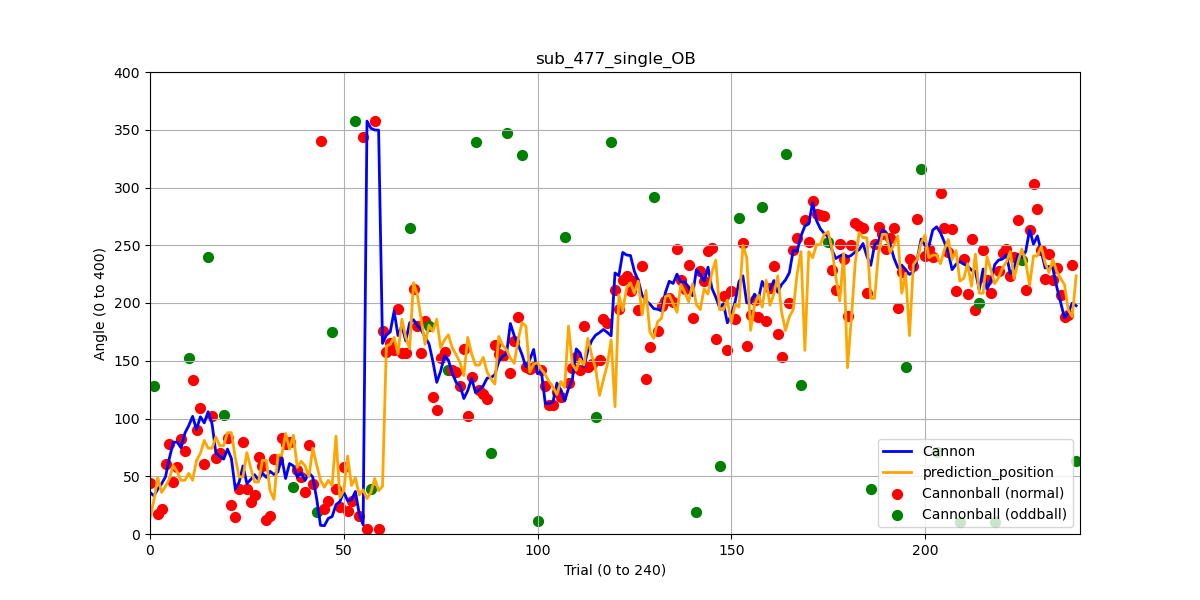 sub_477_single_OB
Angle (0 to 400)
400
350
300
250
200
150
100
50
0
0 50 100 150 200
Trial (0 to 240)
Cannon
prediction_position
Cannonball (normal)
Cannonball (oddball)